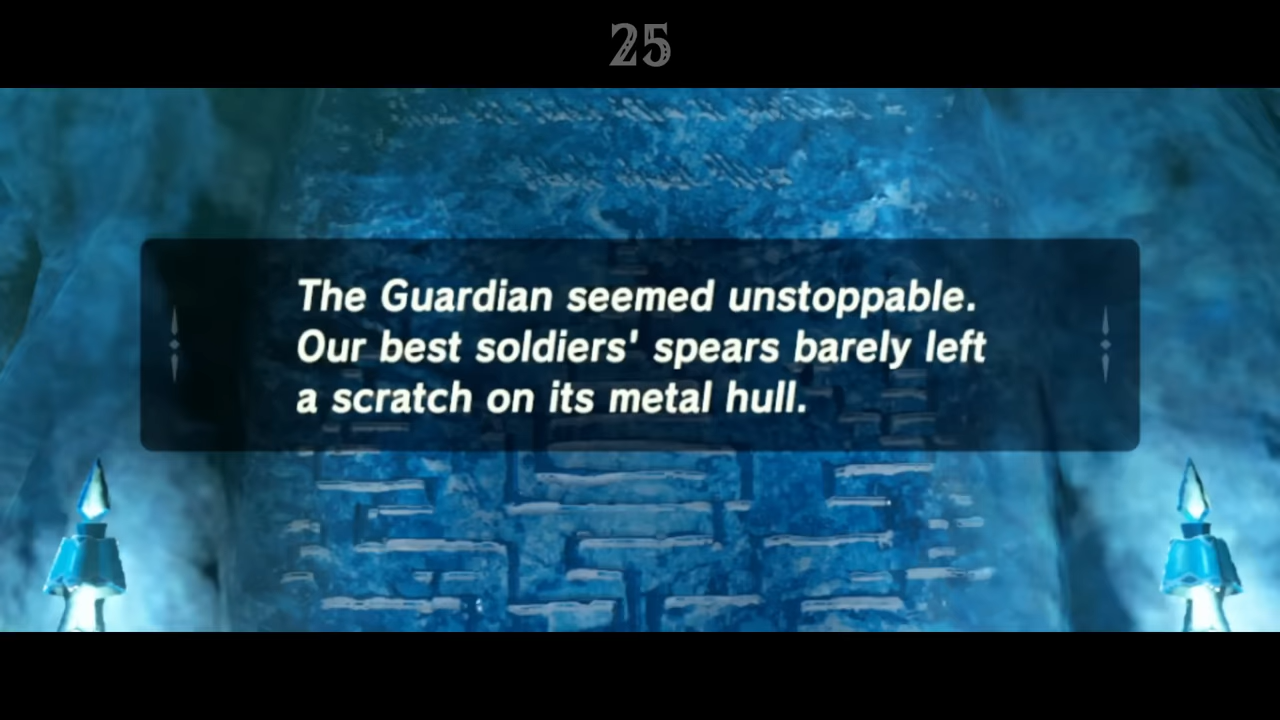 25
The Guardian seemed unstoppable.
Our best soldiers' spears barely left
a scratch on its metal hull.